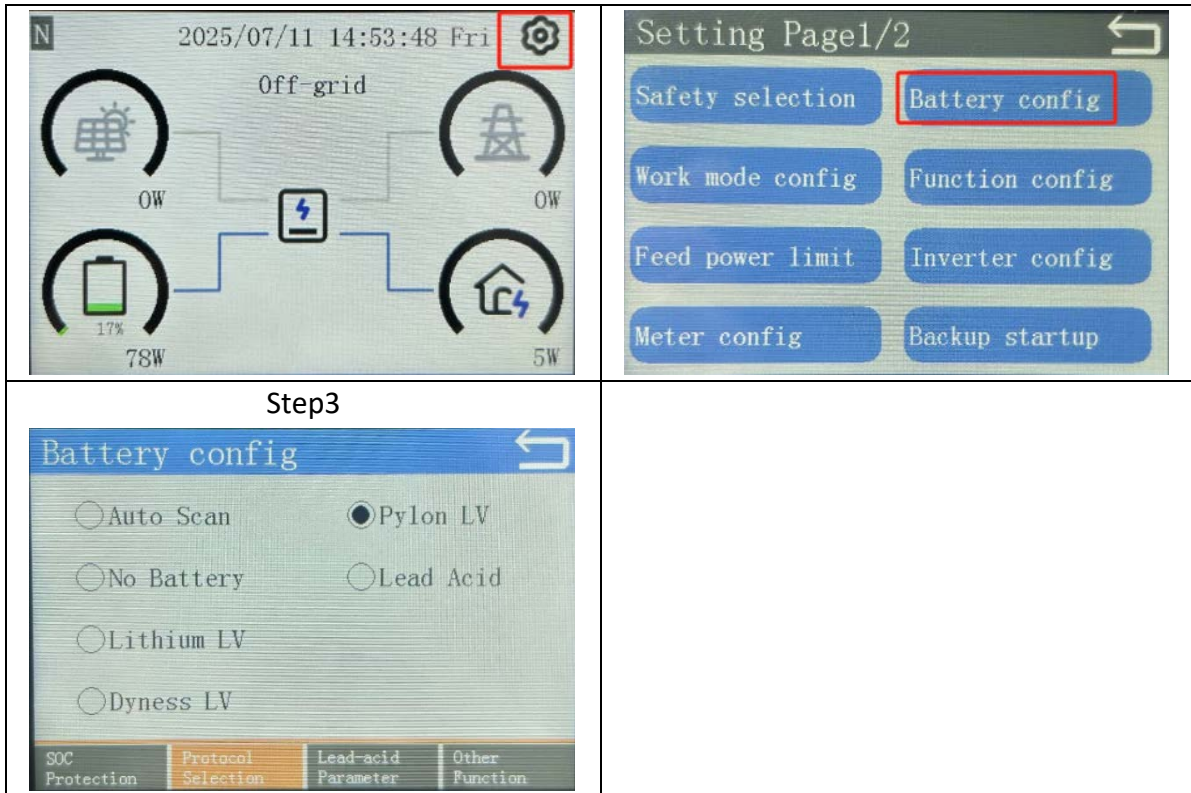 N
2025/07/11 14:53:48 Fri
Off-grid
0W
0W
17%
78W
5W
Setting Page1/2
Safety selection
Battery config
Work mode config
Function config
Feed power limit
Inverter config
Meter config
Backup startup
Step3
Battery config
Auto Scan
Pylon LV
No Battery
Lead Acid
Lithium LV
Dyness LV
SOC Protection
Protocol Selection
Lead-acid Parameter
Other Function